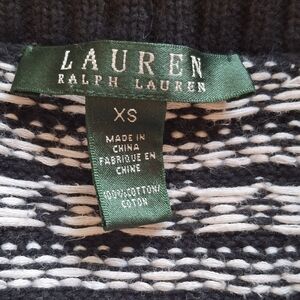 LAUREN
RALPH LAUREN
XS
MADE IN
CHINA
FABRIQUE EN
CHINE
100%COTTON/
COTON